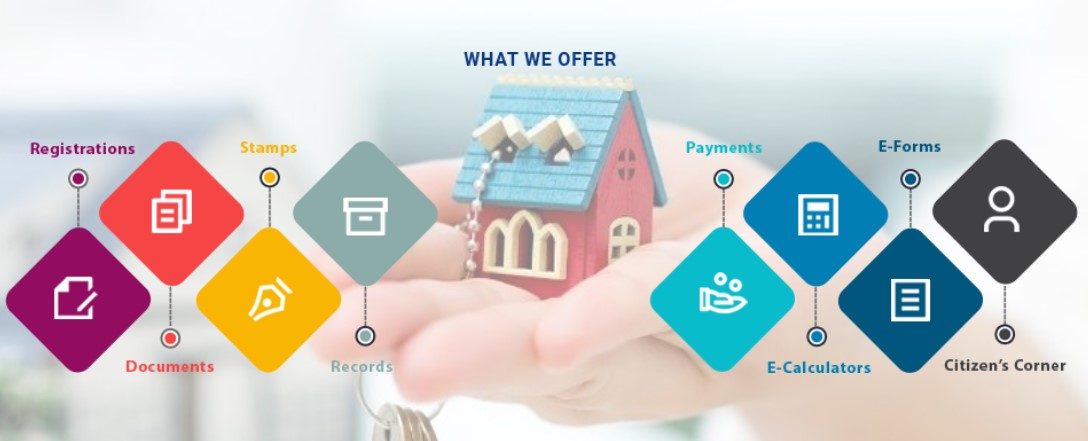 WHAT WE OFFER
Registrations
Documents
Stamps
Records
Payments
E-Calculators
E-Forms
Citizen's Corner